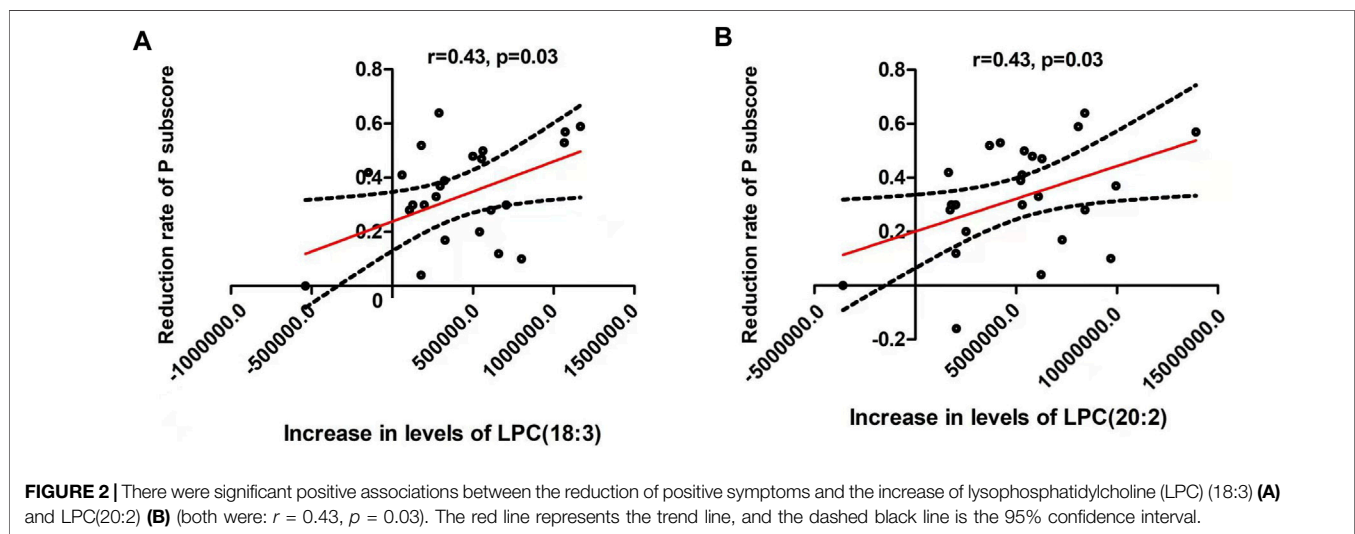 A
r=0.43, p=0.03
Reduction rate of P subscore
0.8
0.6
0.4
0.2
0
-10000000.0
-5000000.0
5000000.0
10000000.0
15000000.0
Increase in levels of LPC(18:3)
B
r=0.43, p=0.03
Reduction rate of P subscore
0.8
0.6
0.4
0.2
-0.2
-50000000.0
50000000.0
100000000.0
150000000.0
Increase in levels of LPC(20:2)
FIGURE 2 | There were significant positive associations between the reduction of positive symptoms and the increase of lysophosphatidylcholine (LPC) (18:3) (A)
and LPC(20:2) (B) (both were: r = 0.43, p = 0.03). The red line represents the trend line, and the dashed black line is the 95% confidence interval.